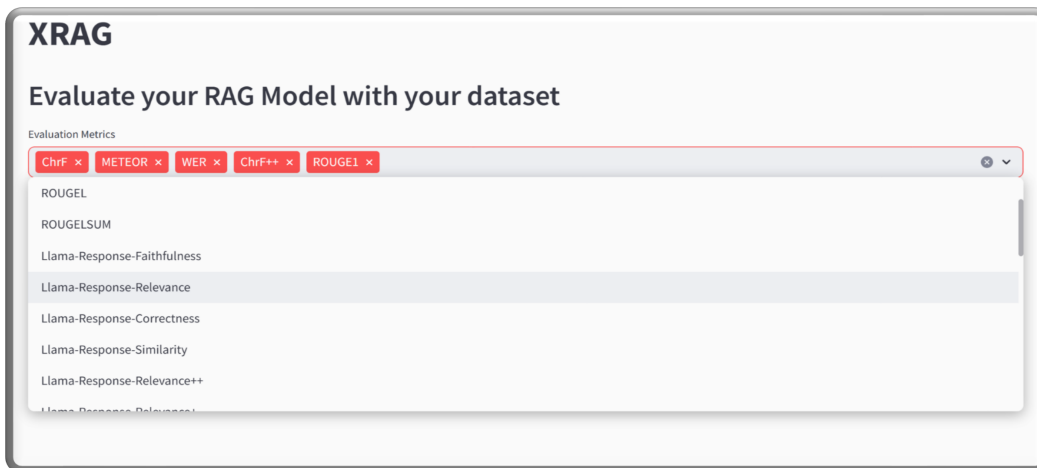 XRAG
Evaluate your RAG Model with your dataset
Evaluation Metrics
ChrF × METEOR × WER × ChrF++ × ROUGE1 ×
ROUGEL
ROUGELSUM
Llama-Response-Faithfulness
Llama-Response-Relevance
Llama-Response-Correctness
Llama-Response-Similarity
Llama-Response-Relevance++